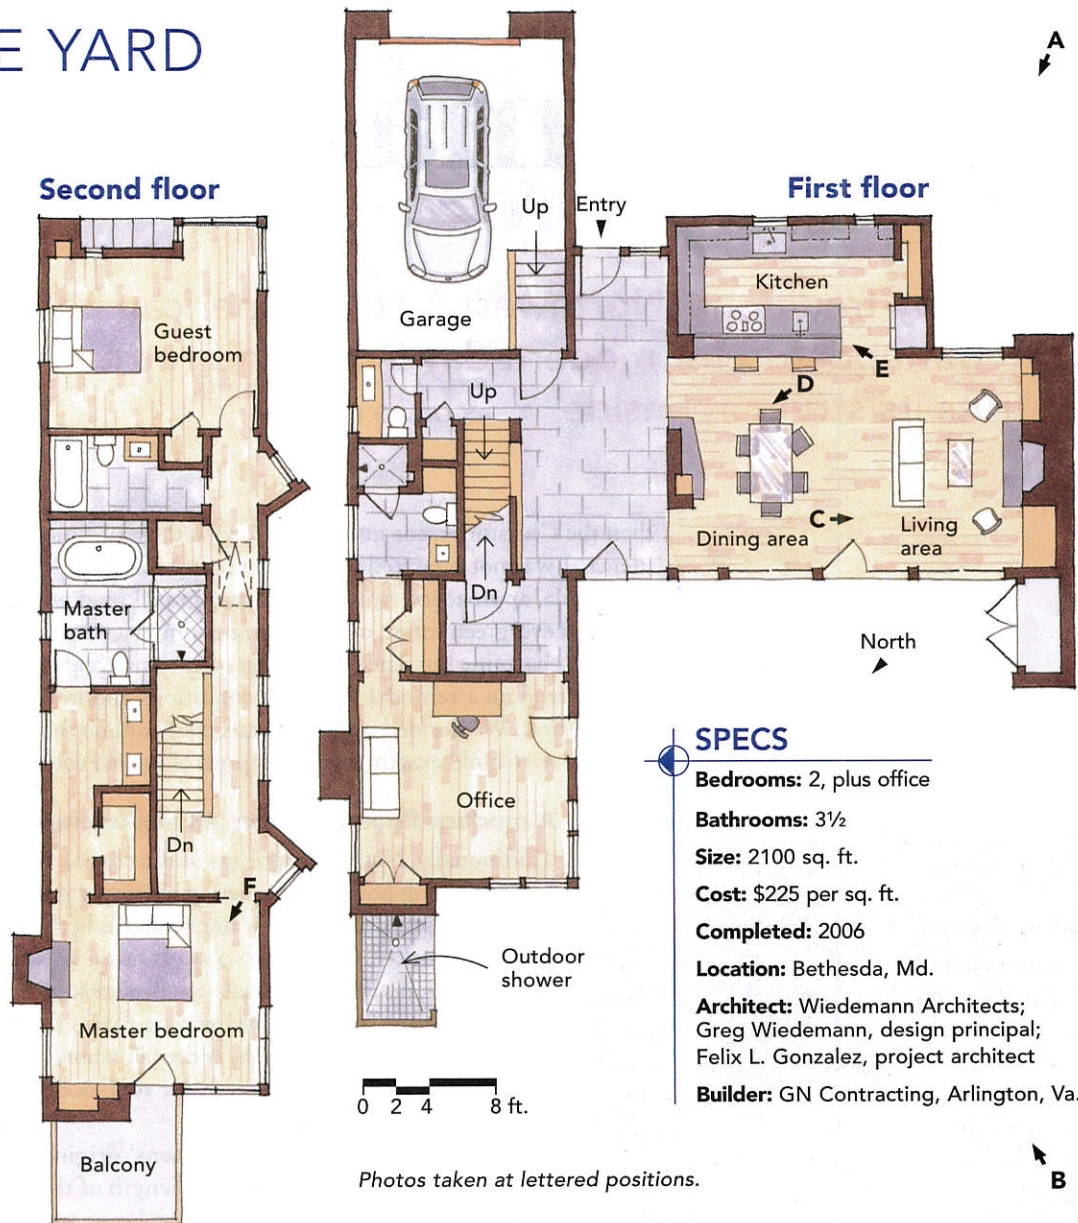 E YARD
A
Second floor
First floor
Up
Entry
Kitchen
Garage
Guest
bedroom
E
D
Up
C
Dining area
Living
area
Dn
Master
bath
North
Office
Dn
F
Outdoor
shower
Master bedroom
Balcony
0 2 4 8 ft.
SPECS
Bedrooms: 2, plus office
Bathrooms: 3½
Size: 2100 sq. ft.
Cost: $225 per sq. ft.
Completed: 2006
Location: Bethesda, Md.
Architect: Wiedemann Architects;
Greg Wiedemann, design principal;
Felix L. Gonzalez, project architect
Builder: GN Contracting, Arlington, Va.
Photos taken at lettered positions.
B